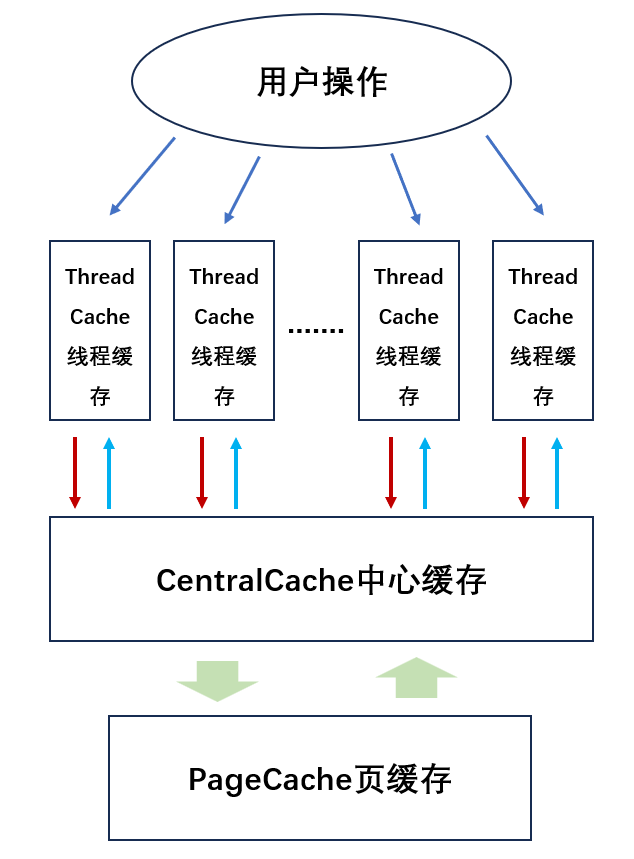 用户操作
Thread
Cache
线程缓
存
Thread
Cache
线程缓
存
.......
Thread
Cache
线程缓
存
Thread
Cache
线程缓
存
CentralCache中心缓存
PageCache页缓存